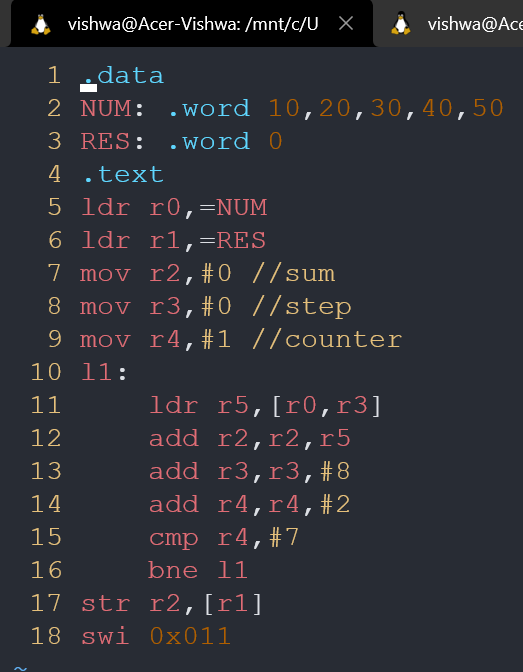 vishwa@Acer-Vishwa: /mnt/c/U
vishwa@Ace
1 .data
2 NUM: .word 10,20,30,40,50
3 RES: .word 0
4 .text
5 ldr r0,=NUM
6 ldr r1,=RES
7 mov r2,#0 //sum
8 mov r3,#0 //step
9 mov r4,#1 //counter
10 l1:
11     ldr r5,[r0,r3]
12     add r2,r2,r5
13     add r3,r3,#8
14     add r4,r4,#2
15     cmp r4,#7
16     bne l1
17 str r2,[r1]
18 swi 0x011
~